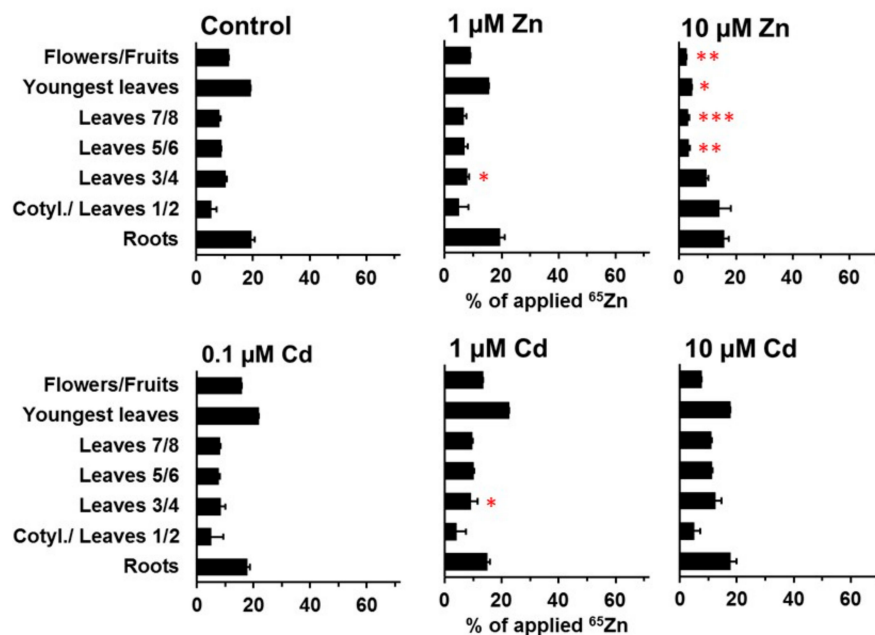 Control
1 µM Zn
10 µM Zn
Flowers/Fruits
**
Youngest leaves
*
Leaves 7/8
***
Leaves 5/6
**
Leaves 3/4
*
Cotyl./ Leaves 1/2
Roots
0 20 40 60
0 20 40 60
0 20 40 60
% of applied ⁶⁵Zn
0.1 µM Cd
1 µM Cd
10 µM Cd
Flowers/Fruits
Youngest leaves
Leaves 7/8
Leaves 5/6
Leaves 3/4
*
Cotyl./ Leaves 1/2
Roots
0 20 40 60
0 20 40 60
0 20 40 60
% of applied ⁶⁵Zn